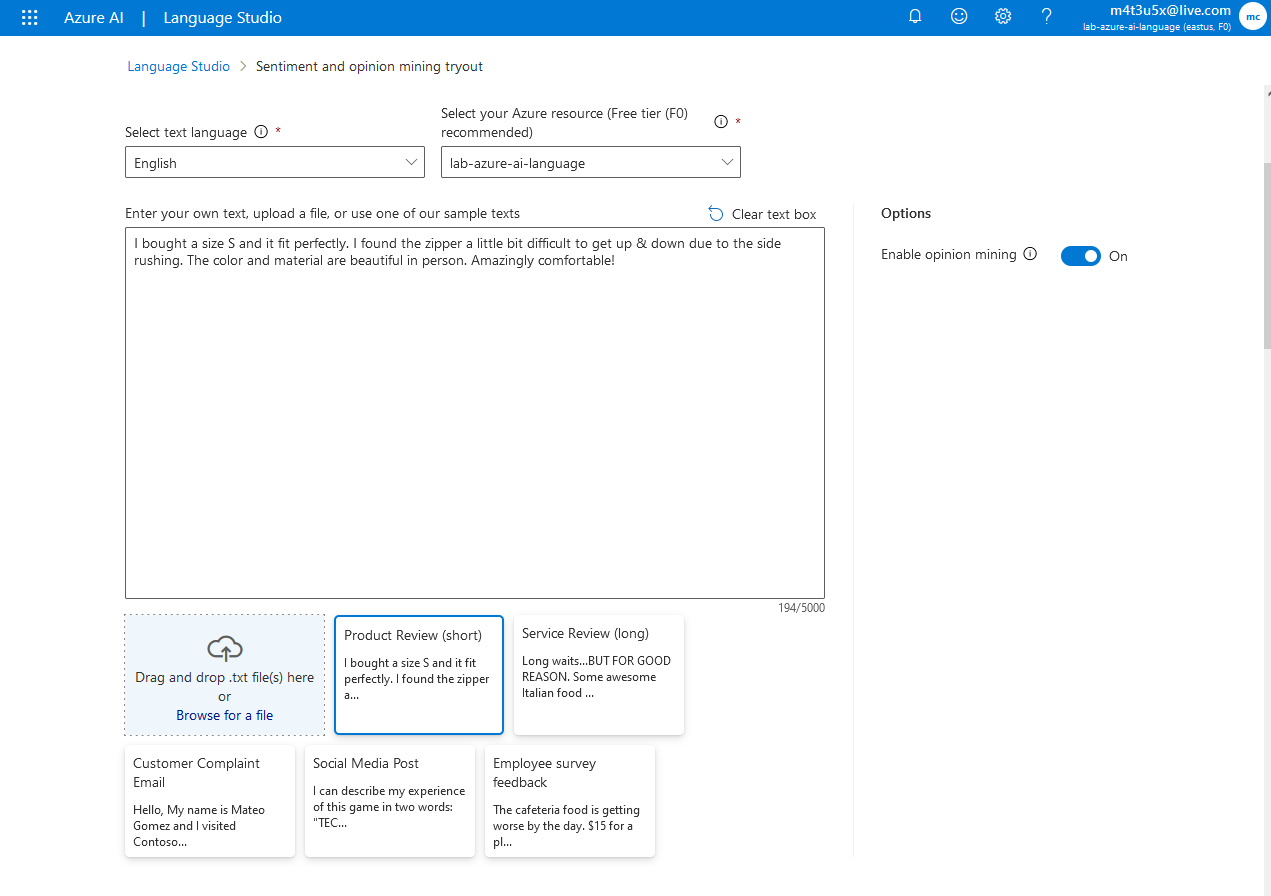 Azure AI | Language Studio
m4t3u5x@live.com
lab-azure-ai-language (eastus, F0)
mc
Language Studio > Sentiment and opinion mining tryout
Select text language *
Select your Azure resource (Free tier (F0)
recommended) *
English
lab-azure-ai-language
Enter your own text, upload a file, or use one of our sample texts
Clear text box
I bought a size S and it fit perfectly. I found the zipper a little bit difficult to get up & down due to the side
rushing. The color and material are beautiful in person. Amazingly comfortable!
194/5000
Options
Enable opinion mining
On
Drag and drop .txt file(s) here
or
Browse for a file
Product Review (short)
I bought a size S and it fit
perfectly. I found the zipper
a...
Service Review (long)
Long waits...BUT FOR GOOD
REASON. Some awesome
Italian food ...
Customer Complaint
Email
Hello, My name is Mateo
Gomez and I visited
Contoso...
Social Media Post
I can describe my experience
of this game in two words:
"TEC...
Employee survey
feedback
The cafeteria food is getting
worse by the day. $15 for a
pl...